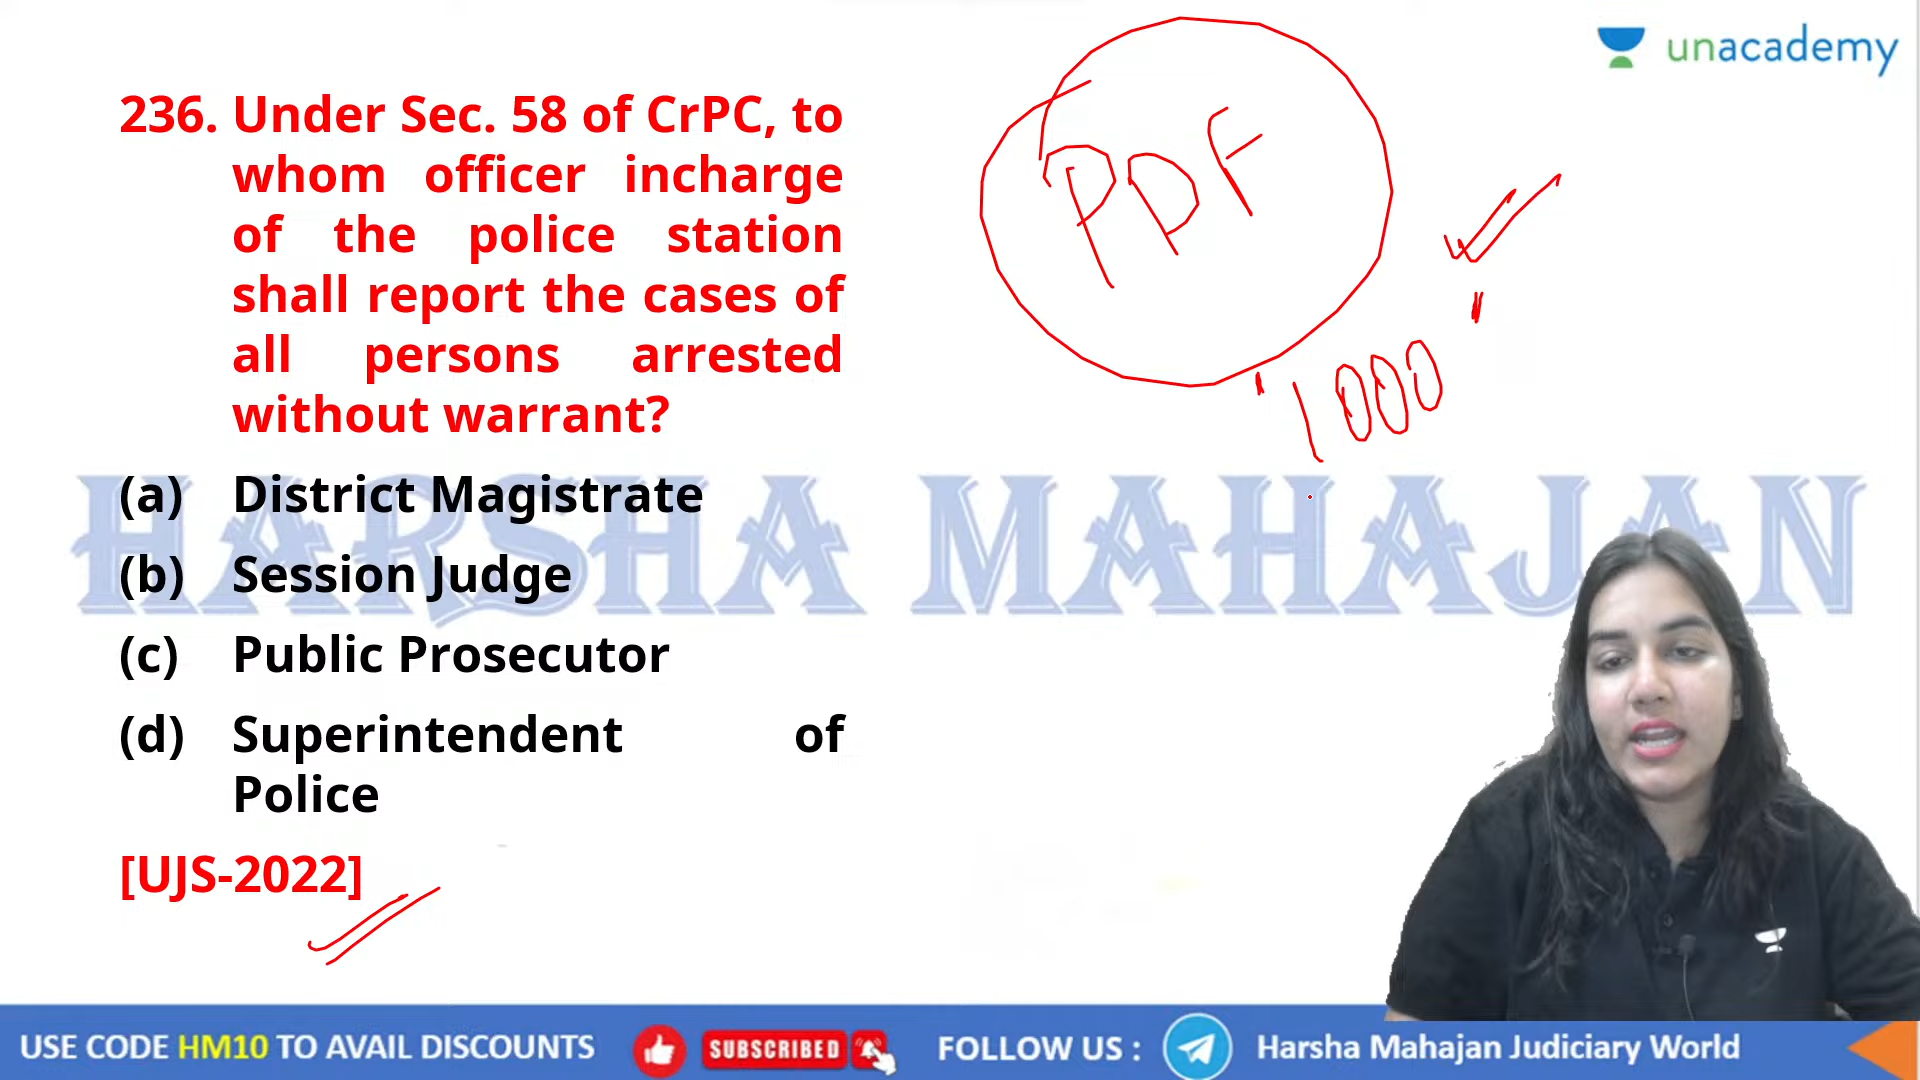 unacademy
236. Under Sec. 58 of CrPC, to
whom officer incharge
of the police station
shall report the cases of
all persons arrested
without warrant?
(a) District Magistrate
(b) Session Judge
(c) Public Prosecutor
(d) Superintendent of
Police
[UJS-2022]
PDF
"1000"
HARSHA MAHAJAN
USE CODE HM10 TO AVAIL DISCOUNTS
SUBSCRIBED
FOLLOW US :
Harsha Mahajan Judiciary World